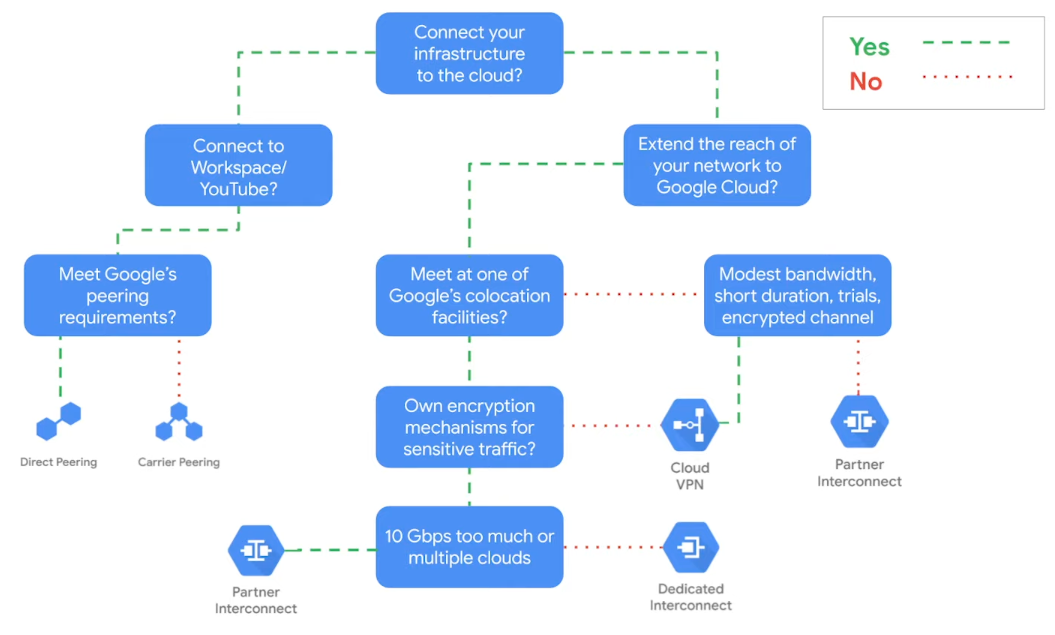 Connect your
infrastructure
to the cloud?
Yes
No
Connect to
Workspace/
YouTube?
Extend the reach of
your network to
Google Cloud?
Meet Google's
peering
requirements?
Meet at one of
Google's colocation
facilities?
Modest bandwidth,
short duration, trials,
encrypted channel
Own encryption
mechanisms for
sensitive traffic?
Direct Peering
Carrier Peering
Cloud
VPN
Partner
Interconnect
10 Gbps too much or
multiple clouds
Partner
Interconnect
Dedicated
Interconnect